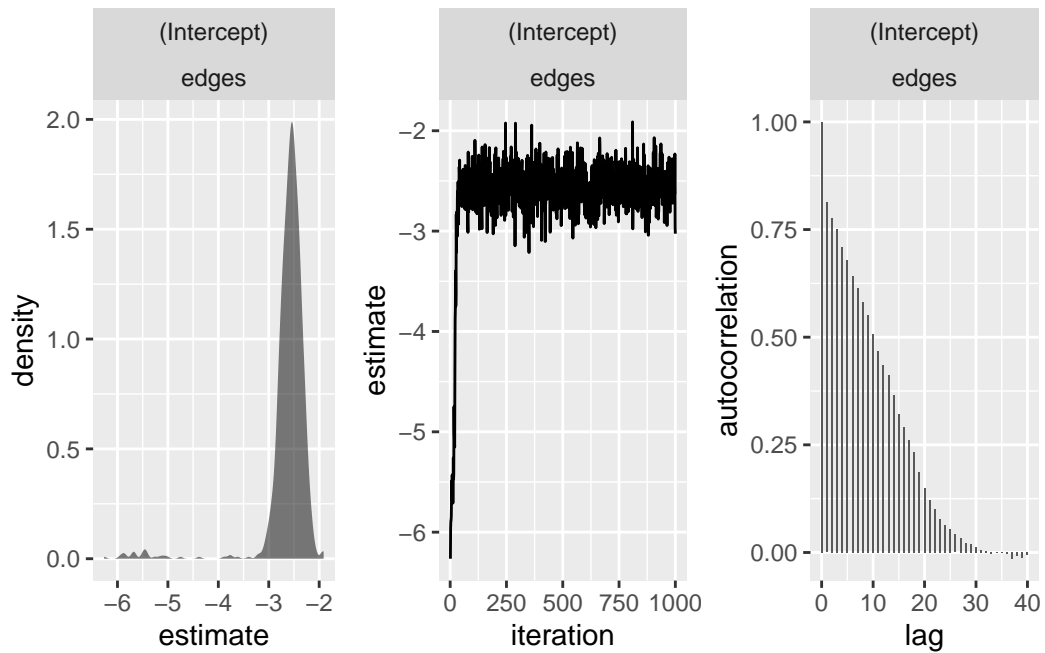 (Intercept)
edges
2.0
1.5
1.0
0.5
0.0
density
−6 −5 −4 −3 −2
estimate
(Intercept)
edges
−2
−3
−4
−5
−6
estimate
0 250 500 750 1000
iteration
(Intercept)
edges
1.00
0.75
0.50
0.25
0.00
autocorrelation
0 10 20 30 40
lag